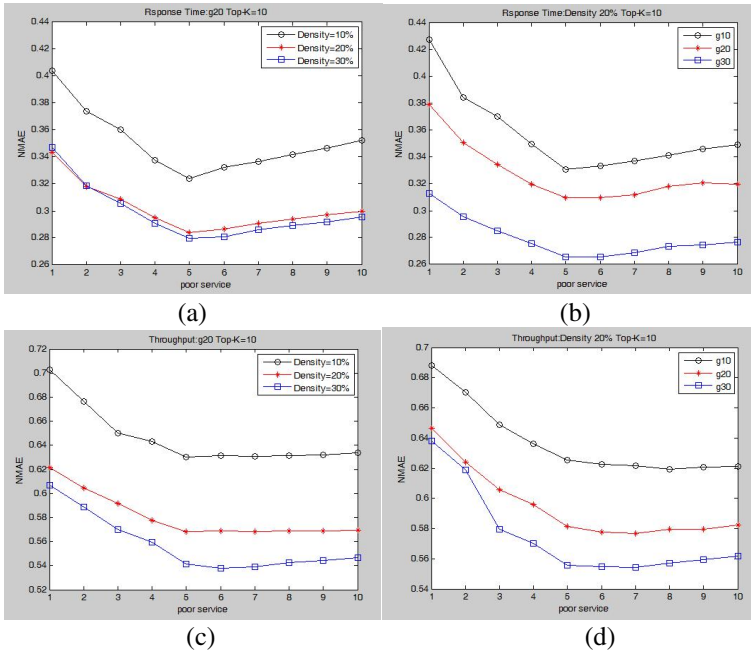 Rsponse Time:g20 Top-K=10
0.44
0.42
0.4
0.38
0.36
0.34
0.32
0.3
0.28
0.26
NMAE
Density=10%
Density=20%
Density=30%
1 2 3 4 5 6 7 8 9 10
poor service
(a)
Rsponse Time:Density 20% Top-K=10
0.44
0.42
0.4
0.38
0.36
0.34
0.32
0.3
0.28
0.26
NMAE
g10
g20
g30
1 2 3 4 5 6 7 8 9 10
poor service
(b)
Throughput:g20 Top-K=10
0.72
0.7
0.68
0.66
0.64
0.62
0.6
0.58
0.56
0.54
0.52
NMAE
Density=10%
Density=20%
Density=30%
1 2 3 4 5 6 7 8 9 10
poor service
(c)
Throughput:Density 20% Top-K=10
0.7
0.68
0.66
0.64
0.62
0.6
0.58
0.56
0.54
NMAE
g10
g20
g30
1 2 3 4 5 6 7 8 9 10
poor service
(d)